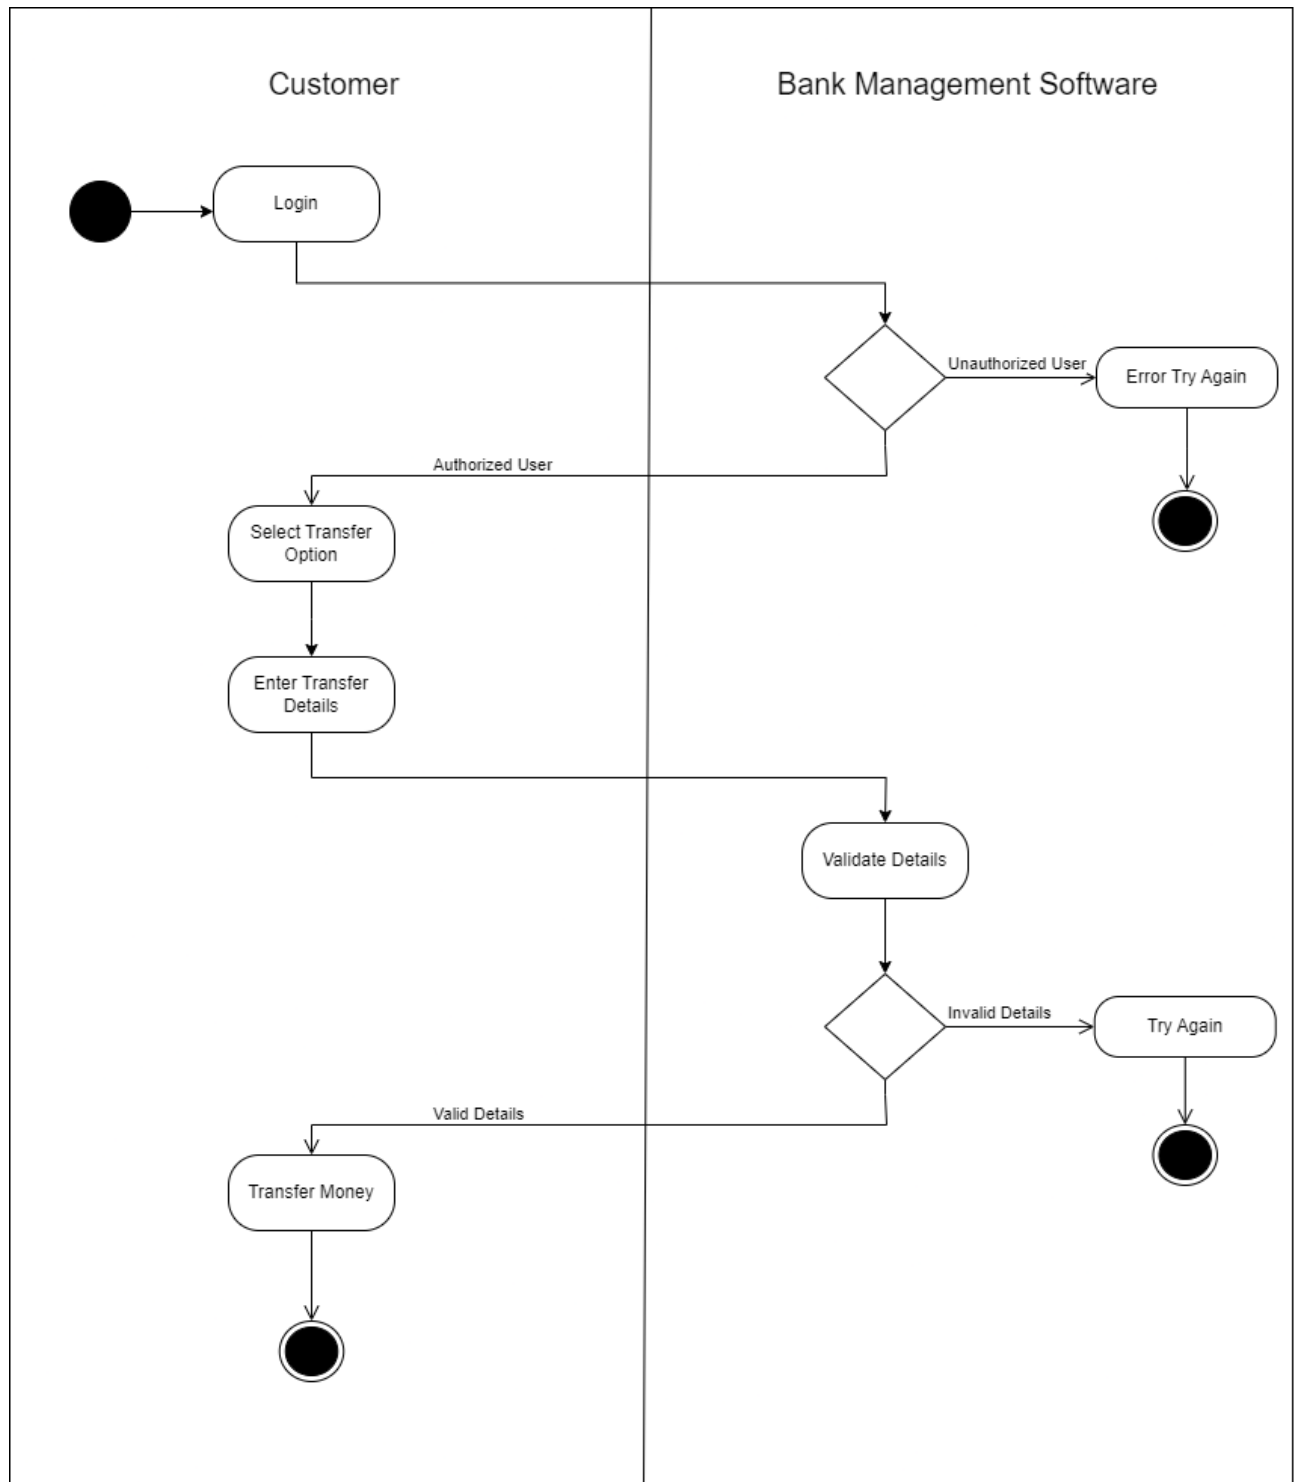 Customer
Bank Management Software
Login
Unauthorized User
Error Try Again
Authorized User
Select Transfer
Option
Enter Transfer
Details
Validate Details
Invalid Details
Try Again
Valid Details
Transfer Money